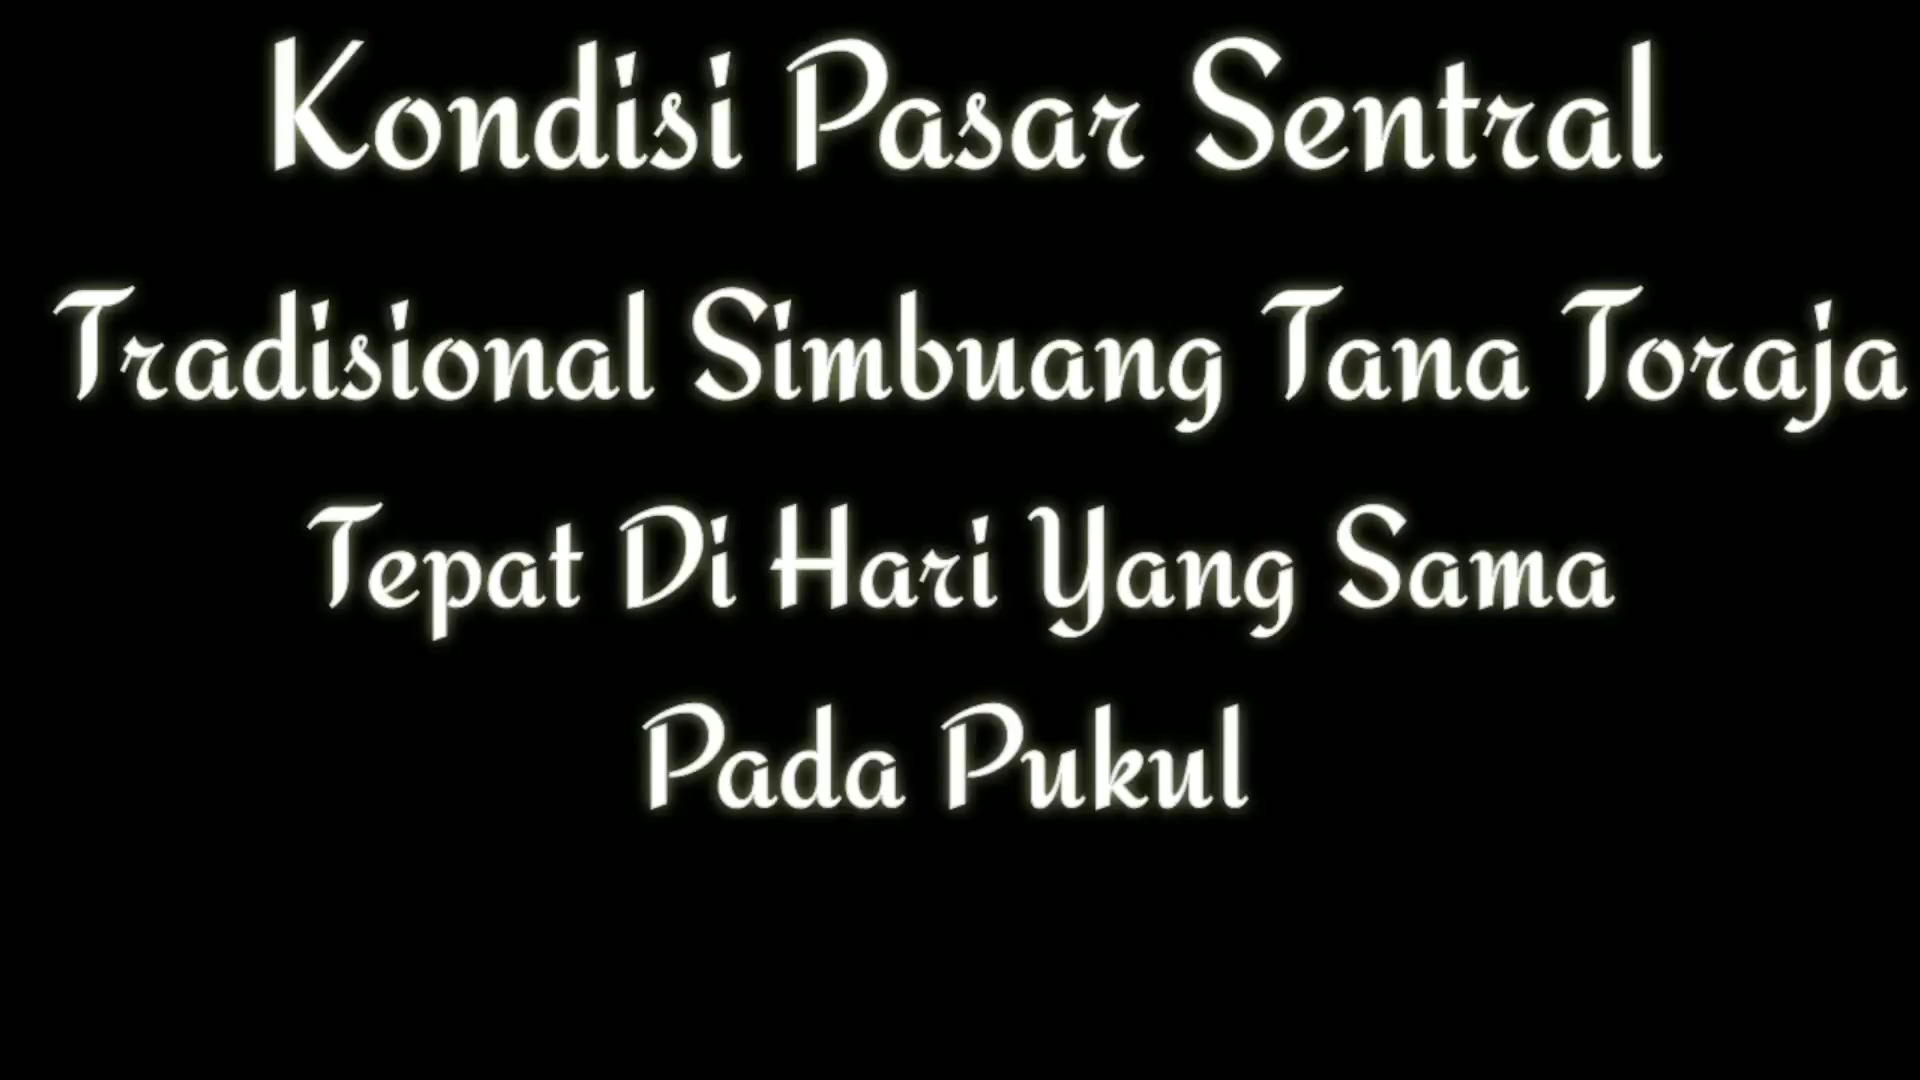 Kondisi Pasar Sentral
Tradisional Simbuang Tana Toraja
Tepat Di Hari Yang Sama
Pada Pukul